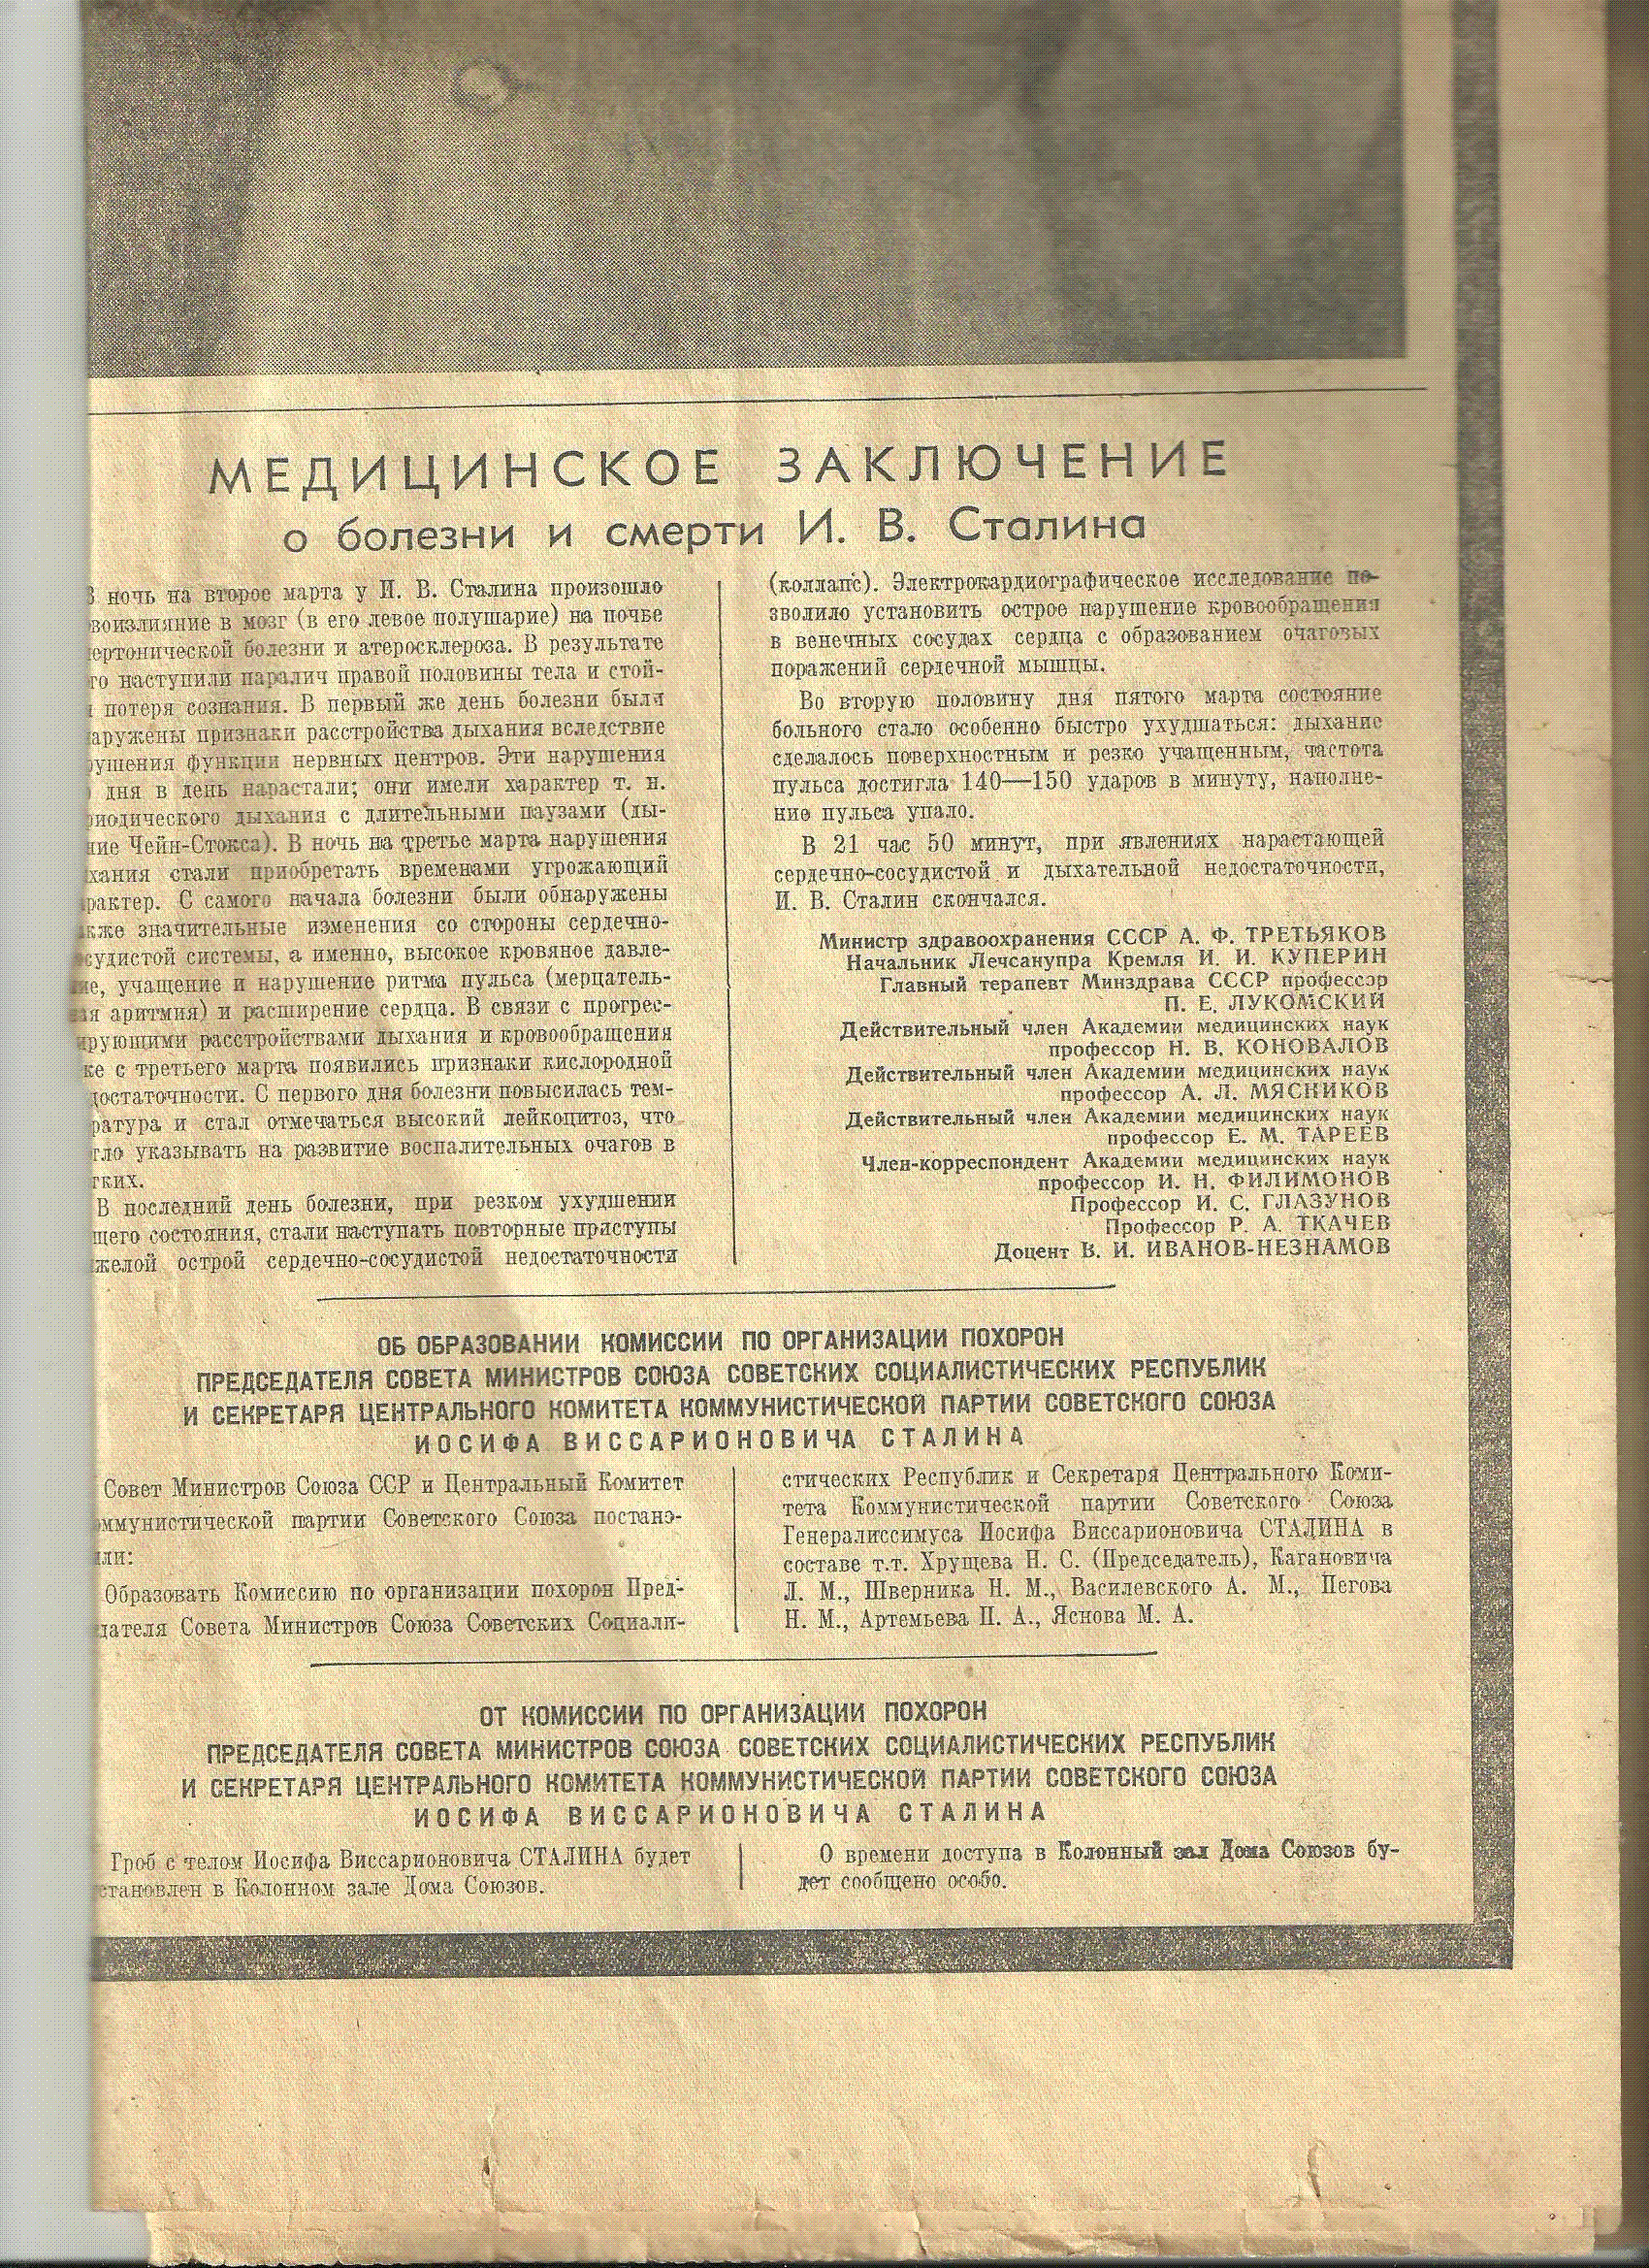 МЕДИЦИНСКОЕ ЗАКЛЮЧЕНИЕ
о болезни и смерти И. В. Сталина
В ночь на второе марта у И. В. Сталина произошло
воизлияние в мозг (в его левое полушарие) на почве
ертонической болезни и атеросклероза. В результате
го наступили паралич правой половины тела и стой-
потеря сознания. В первый же день болезни были
аружены признаки расстройства дыхания вследствие
рушения функции нервных центров. Эти нарушения
дня в день нарастали; они имели характер т. н.
риодического дыхания с длительными паузами (ды-
ние Чейн-Стокса). В ночь на третье марта нарушения
хания стали приобретать временами угрожающий
рактер. С самого начала болезни были обнаружены
кже значительные изменения со стороны сердечно-
судистой системы, а именно, высокое кровяное давле-
ие, учащение и нарушение ритма пульса (мерцатель-
ая аритмия) и расширение сердца. В связи с прогрес-
ирующими расстройствами дыхания и кровообращения
же с третьего марта появились признаки кислородной
достаточности. С первого дня болезни повысилась тем-
ратура и стал отмечаться высокий лейкоцитоз, что
гло указывать на развитие воспалительных очагов в
гких.
В последний день болезни, при резком ухудшении
щего состояния, стали наступать повторные приступы
желой острой сердечно-сосудистой недостаточности
(коллапс). Электрокардиографическое исследование по-
зволило установить острое нарушение кровообращения
в венечных сосудах сердца с образованием очаговых
поражений сердечной мышцы.
Во вторую половину дня пятого марта состояние
больного стало особенно быстро ухудшаться: дыхание
сделалось поверхностным и резко учащенным, частота
пульса достигла 140—150 ударов в минуту, наполне-
ние пульса упало.
В 21 час 50 минут, при явлениях нарастающей
сердечно-сосудистой и дыхательной недостаточности,
И. В. Сталин скончался.
Министр здравоохранения СССР А. Ф. ТРЕТЬЯКОВ
Начальник Лечсанупра Кремля И. И. КУПЕРИН
Главный терапевт Минздрава СССР профессор
П. Е. ЛУКОМСКИЙ
Действительный член Академии медицинских наук
профессор Н. В. КОНОВАЛОВ
Действительный член Академии медицинских наук
профессор А. Л. МЯСНИКОВ
Действительный член Академии медицинских наук
профессор Е. М. ТАРЕЕВ
Член-корреспондент Академии медицинских наук
профессор И. Н. ФИЛИМОНОВ
Профессор И. С. ГЛАЗУНОВ
Профессор Р. А. ТКАЧЕВ
Доцент В. И. ИВАНОВ-НЕЗНАМОВ
ОБ ОБРАЗОВАНИИ КОМИССИИ ПО ОРГАНИЗАЦИИ ПОХОРОН
ПРЕДСЕДАТЕЛЯ СОВЕТА МИНИСТРОВ СОЮЗА СОВЕТСКИХ СОЦИАЛИСТИЧЕСКИХ РЕСПУБЛИК
И СЕКРЕТАРЯ ЦЕНТРАЛЬНОГО КОМИТЕТА КОММУНИСТИЧЕСКОЙ ПАРТИИ СОВЕТСКОГО СОЮЗА
ИОСИФА ВИССАРИОНОВИЧА СТАЛИНА
Совет Министров Союза ССР и Центральный Комитет
оммунистической партии Советского Союза постано-
или:
Образовать Комиссию по организации похорон Пред-
дателя Совета Министров Союза Советских Социали-
стических Республик и Секретаря Центрального Коми-
тета Коммунистической партии Советского Союза
Генералиссимуса Иосифа Виссарионовича СТАЛИНА в
составе т.т. Хрущева Н. С. (Председатель), Кагановича
Л. М., Шверника Н. М., Василевского А. М., Пегова
Н. М., Артемьева П. А., Яснова М. А.
ОТ КОМИССИИ ПО ОРГАНИЗАЦИИ ПОХОРОН
ПРЕДСЕДАТЕЛЯ СОВЕТА МИНИСТРОВ СОЮЗА СОВЕТСКИХ СОЦИАЛИСТИЧЕСКИХ РЕСПУБЛИК
И СЕКРЕТАРЯ ЦЕНТРАЛЬНОГО КОМИТЕТА КОММУНИСТИЧЕСКОЙ ПАРТИИ СОВЕТСКОГО СОЮЗА
ИОСИФА ВИССАРИОНОВИЧА СТАЛИНА
Гроб с телом Иосифа Виссарионовича СТАЛИНА будет
становлен в Колонном зале Дома Союзов.
О времени доступа в Колонный зал Дома Союзов бу-
дет сообщено особо.